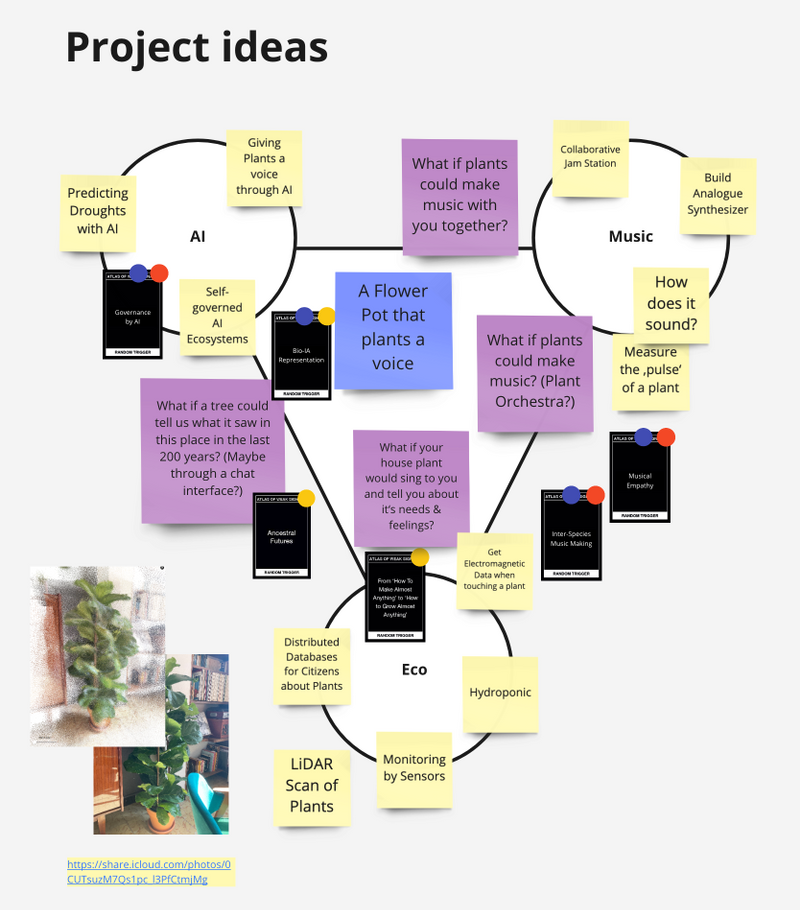 Project ideas
Giving
Plants a
voice
through AI
Predicting
Droughts
with AI
AI
Self-
governed
AI
Ecosystems
Governance
by AI
RANDOM TRIGGER
What if plants
could make
music with
you together?
Collaborative
Jam Station
Build
Analogue
Synthesizer
Music
How
does it
sound?
Measure
the ‚pulse‘
of a plant
Bio-IA
Representation
RANDOM TRIGGER
A Flower
Pot that
plants a
voice
What if plants
could make
music? (Plant
Orchestra?)
What if a tree could
tell us what it saw in
this place in the last
200 years? (Maybe
through a chat
interface?)
ATLAS OF WEAK
Ancestral
Futures
RANDOM TRIGGER
What if your
house plant
would sing to you
and tell you about
it’s needs &
feelings?
Musical
Empathy
RANDOM TRIGGER
Inter-Species
Music Making
RANDOM TRIGGER
ATLAS OF WEAK
From 'How To
Make Almost
Anything' to 'How
to Grow Almost
Anything'
RANDOM TRIGGER
Get
Electromagnetic
Data when
touching a plant
Distributed
Databases
for Citizens
about Plants
Eco
Hydroponic
LiDAR
Scan of
Plants
Monitoring
by Sensors
https://share.icloud.com/photos/0
CUTsuzM7Qs1pc_l3PfCtmjMg